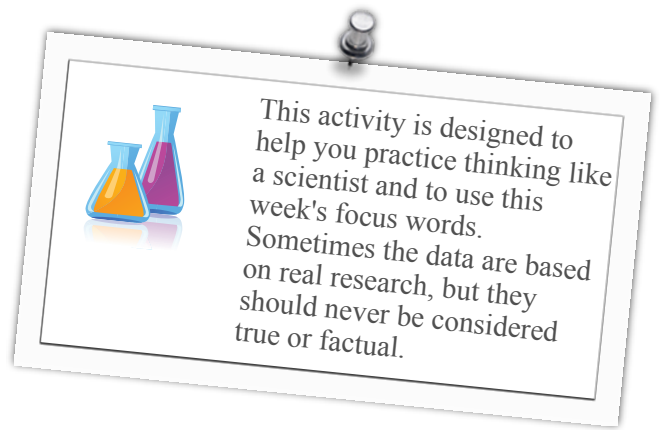 This activity is designed to
help you practice thinking like
a scientist and to use this
week's focus words.
Sometimes the data are based
on real research, but they
should never be considered
true or factual.